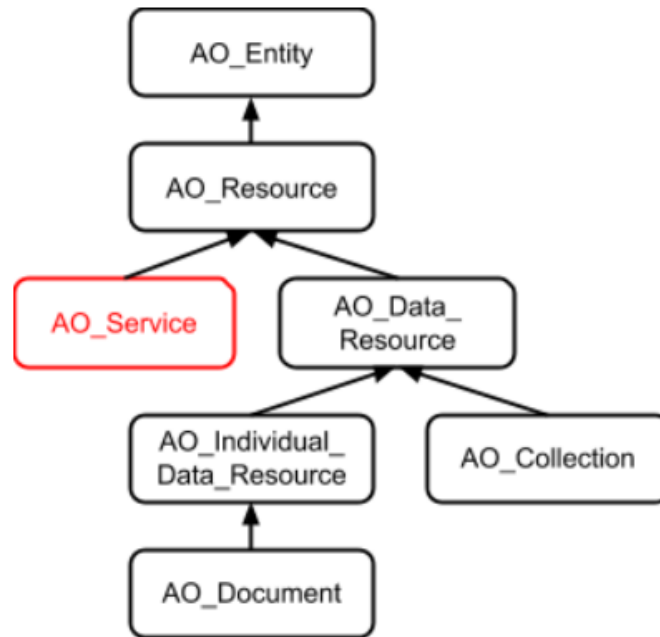 AO_Entity
AO_Resource
AO_Service
AO_Data_
Resource
AO_Individual_
Data_Resource
AO_Collection
AO_Document